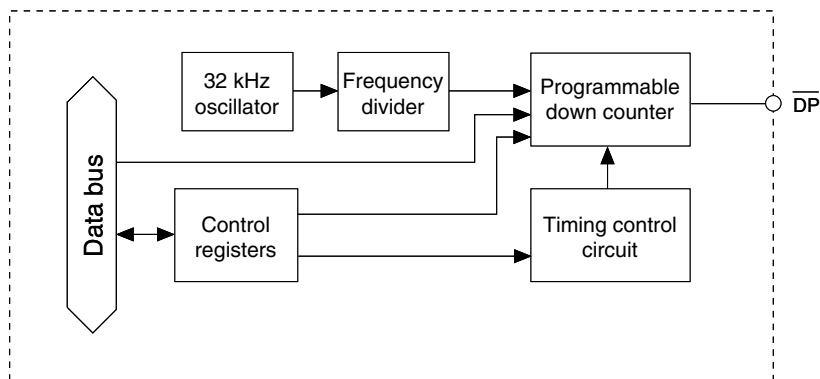 32 kHz
oscillator
Frequency
divider
Programmable
down counter
DP
Data bus
Control
registers
Timing control
circuit